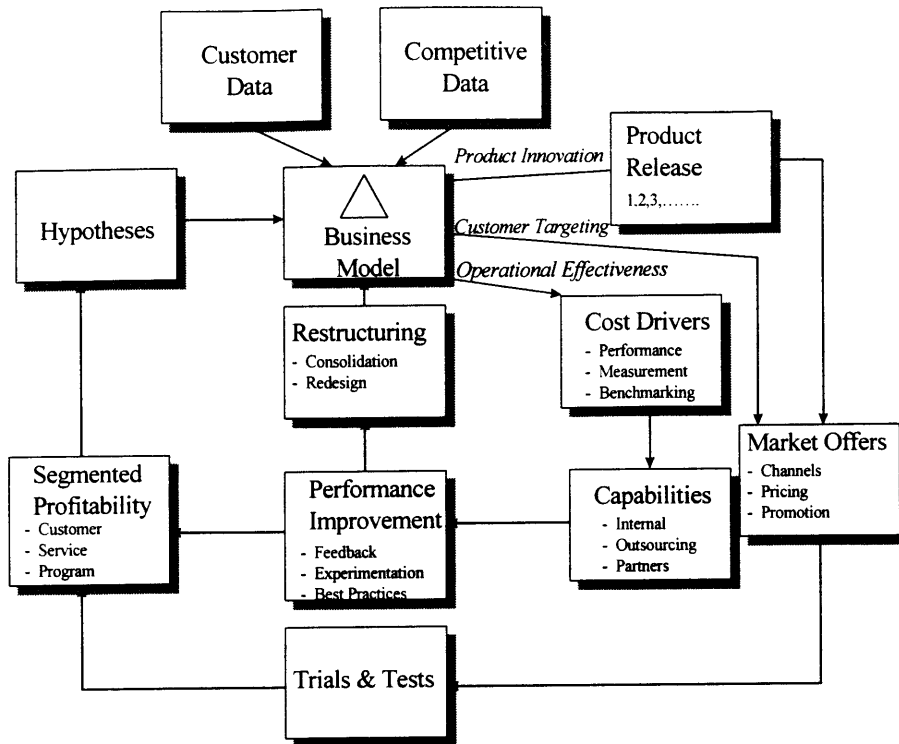 Customer
Data
Competitive
Data
Product Innovation
Product
Release
1.2,3,.......
Hypotheses
Business
Model
Customer Targeting
Operational Effectiveness
Restructuring
- Consolidation
- Redesign
Cost Drivers
- Performance
- Measurement
- Benchmarking
Market Offers
- Channels
- Pricing
- Promotion
Segmented
Profitability
- Customer
- Service
- Program
Performance
Improvement
- Feedback
- Experimentation
- Best Practices
Capabilities
- Internal
- Outsourcing
- Partners
Trials & Tests